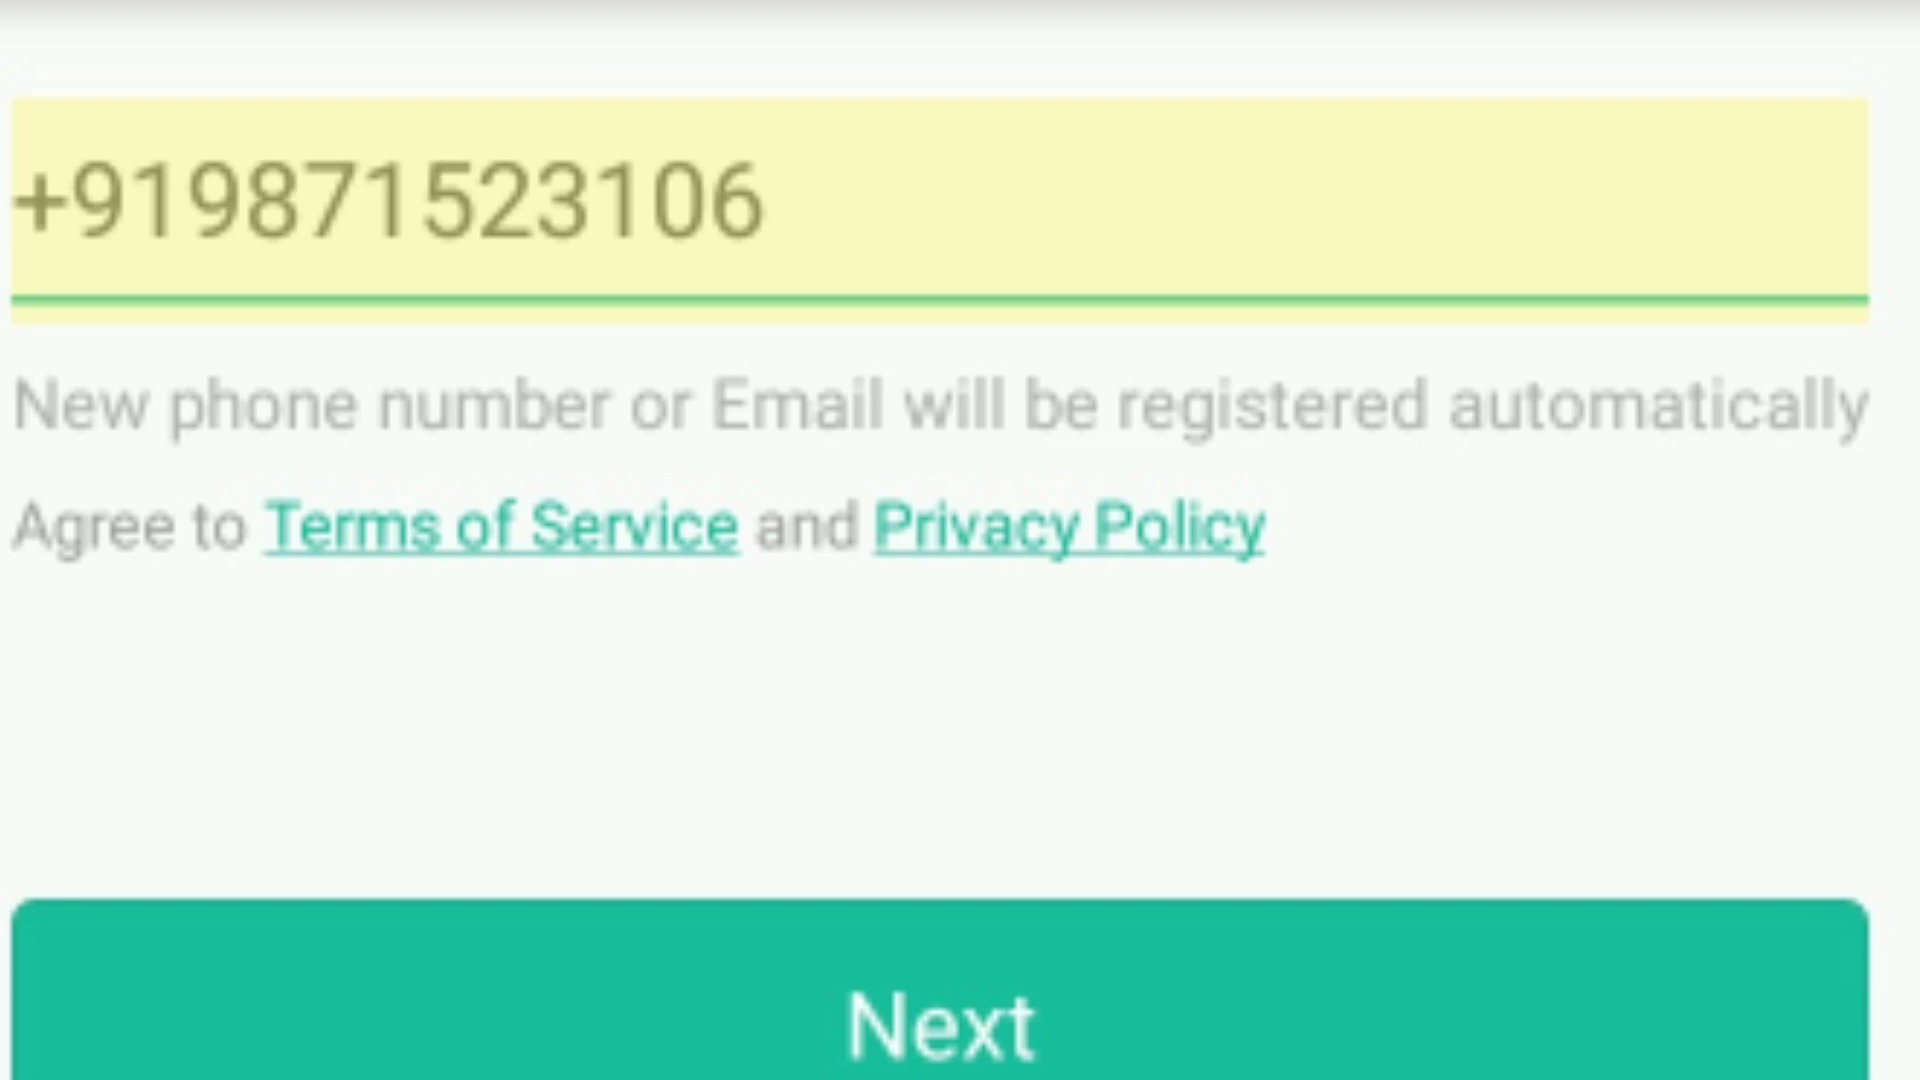 +919871523106
New phone number or Email will be registered automatically
Agree to Terms of Service and Privacy Policy
Next